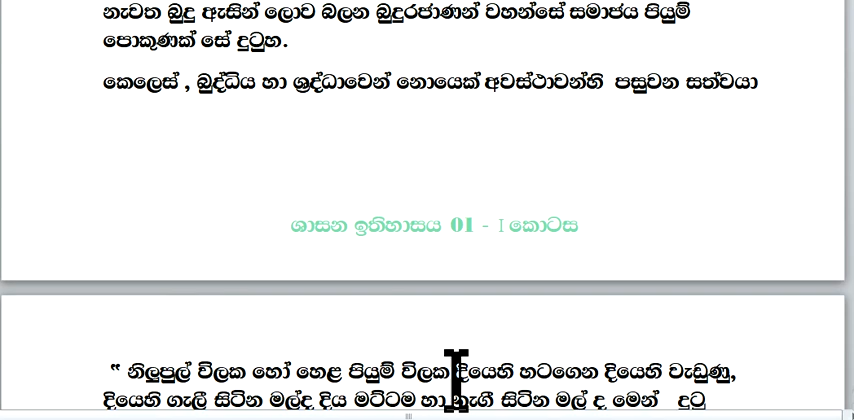 නැවත බුදු ඇසින් ලොව බලන බුදුරජාණන් වහන්සේ සමාජය පියුම්
පොකුණක් සේ දුටුහ.
කෙලෙස් , බුද්ධිය හා ශ්‍රද්ධාවෙන් නොයෙක් අවස්ථාවන්හි පසුවන සත්වයා
ශාසන ඉතිහාසය 01 - I කොටස
“ නිලුපුල් විලක හෝ හෙළ පියුම් විලක දියෙහි හටගෙන දියෙහි වැඩුණු,
දියෙහි ගැලී සිටින මල්ද දිය මට්ටම හා නැගී සිටින මල් ද මෙන් දුටු